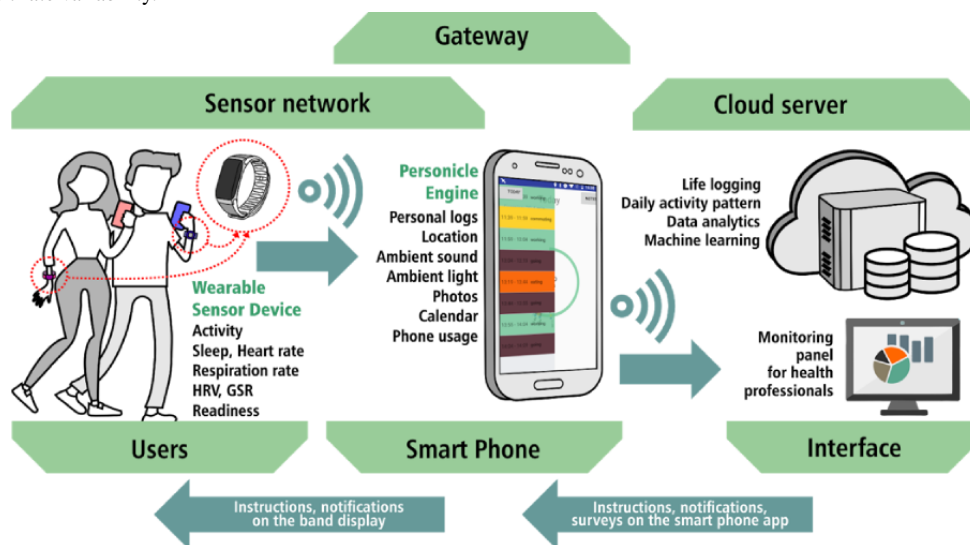 Gateway
Sensor network
Cloud server
Personicle
Engine
Personal logs
Location
Ambient sound
Ambient light
Photos
Calendar
Phone usage
Wearable
Sensor Device
Activity
Sleep, Heart rate
Respiration rate
HRV, GSR
Readiness
TODAY
Life logging
Daily activity pattern
Data analytics
Machine learning
Monitoring
panel
for health
professionals
Users
Smart Phone
Interface
Instructions, notifications
on the band display
Instructions, notifications,
surveys on the smart phone app